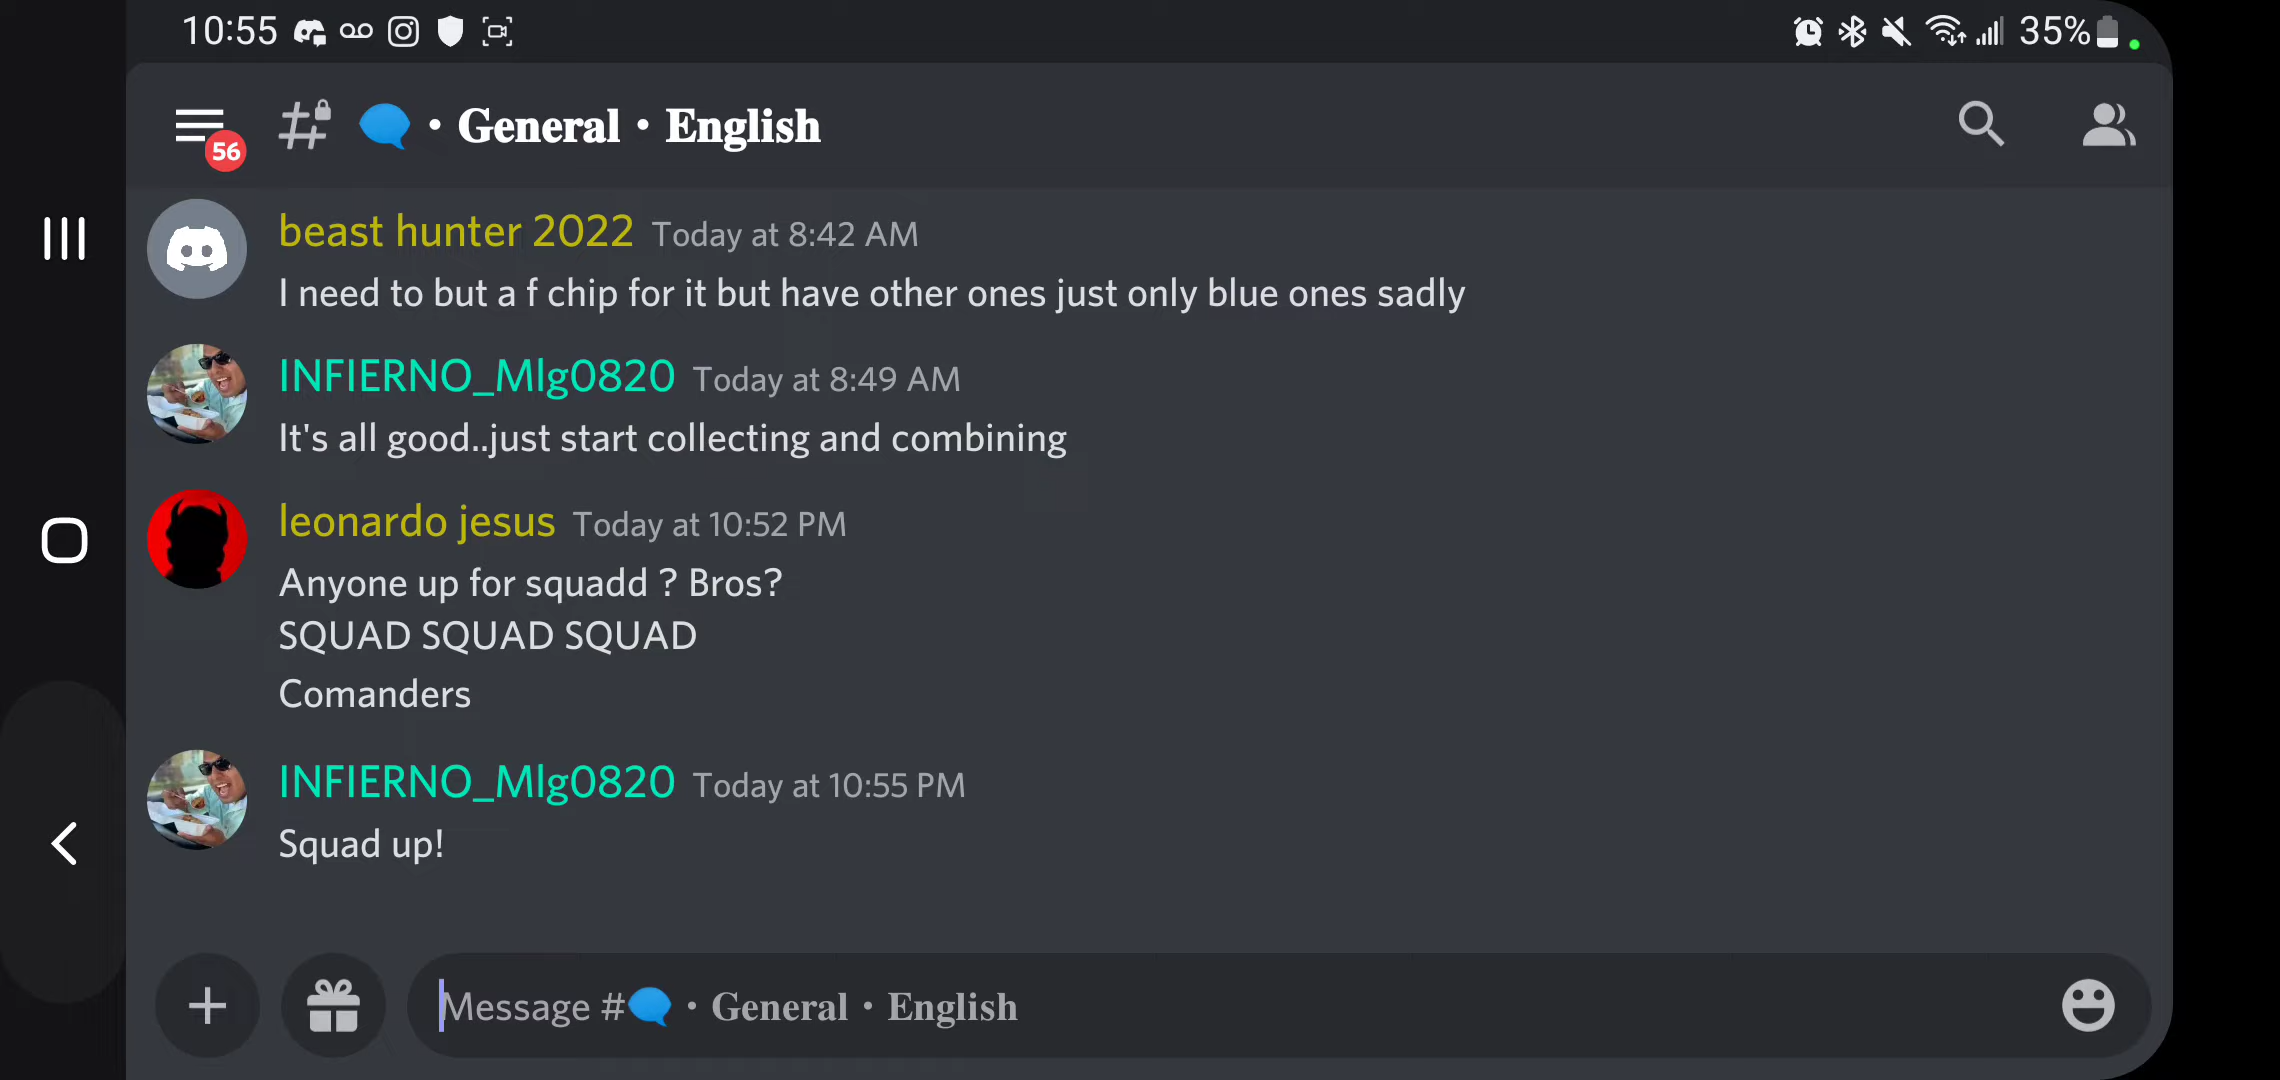 10:55 35%
56 • General • English
beast hunter 2022 Today at 8:42 AM
I need to but a f chip for it but have other ones just only blue ones sadly
INFIERNO_Mlg0820 Today at 8:49 AM
It's all good..just start collecting and combining
leonardo jesus Today at 10:52 PM
Anyone up for squadd ? Bros?
SQUAD SQUAD SQUAD
Comanders
INFIERNO_Mlg0820 Today at 10:55 PM
Squad up!
Message # • General • English